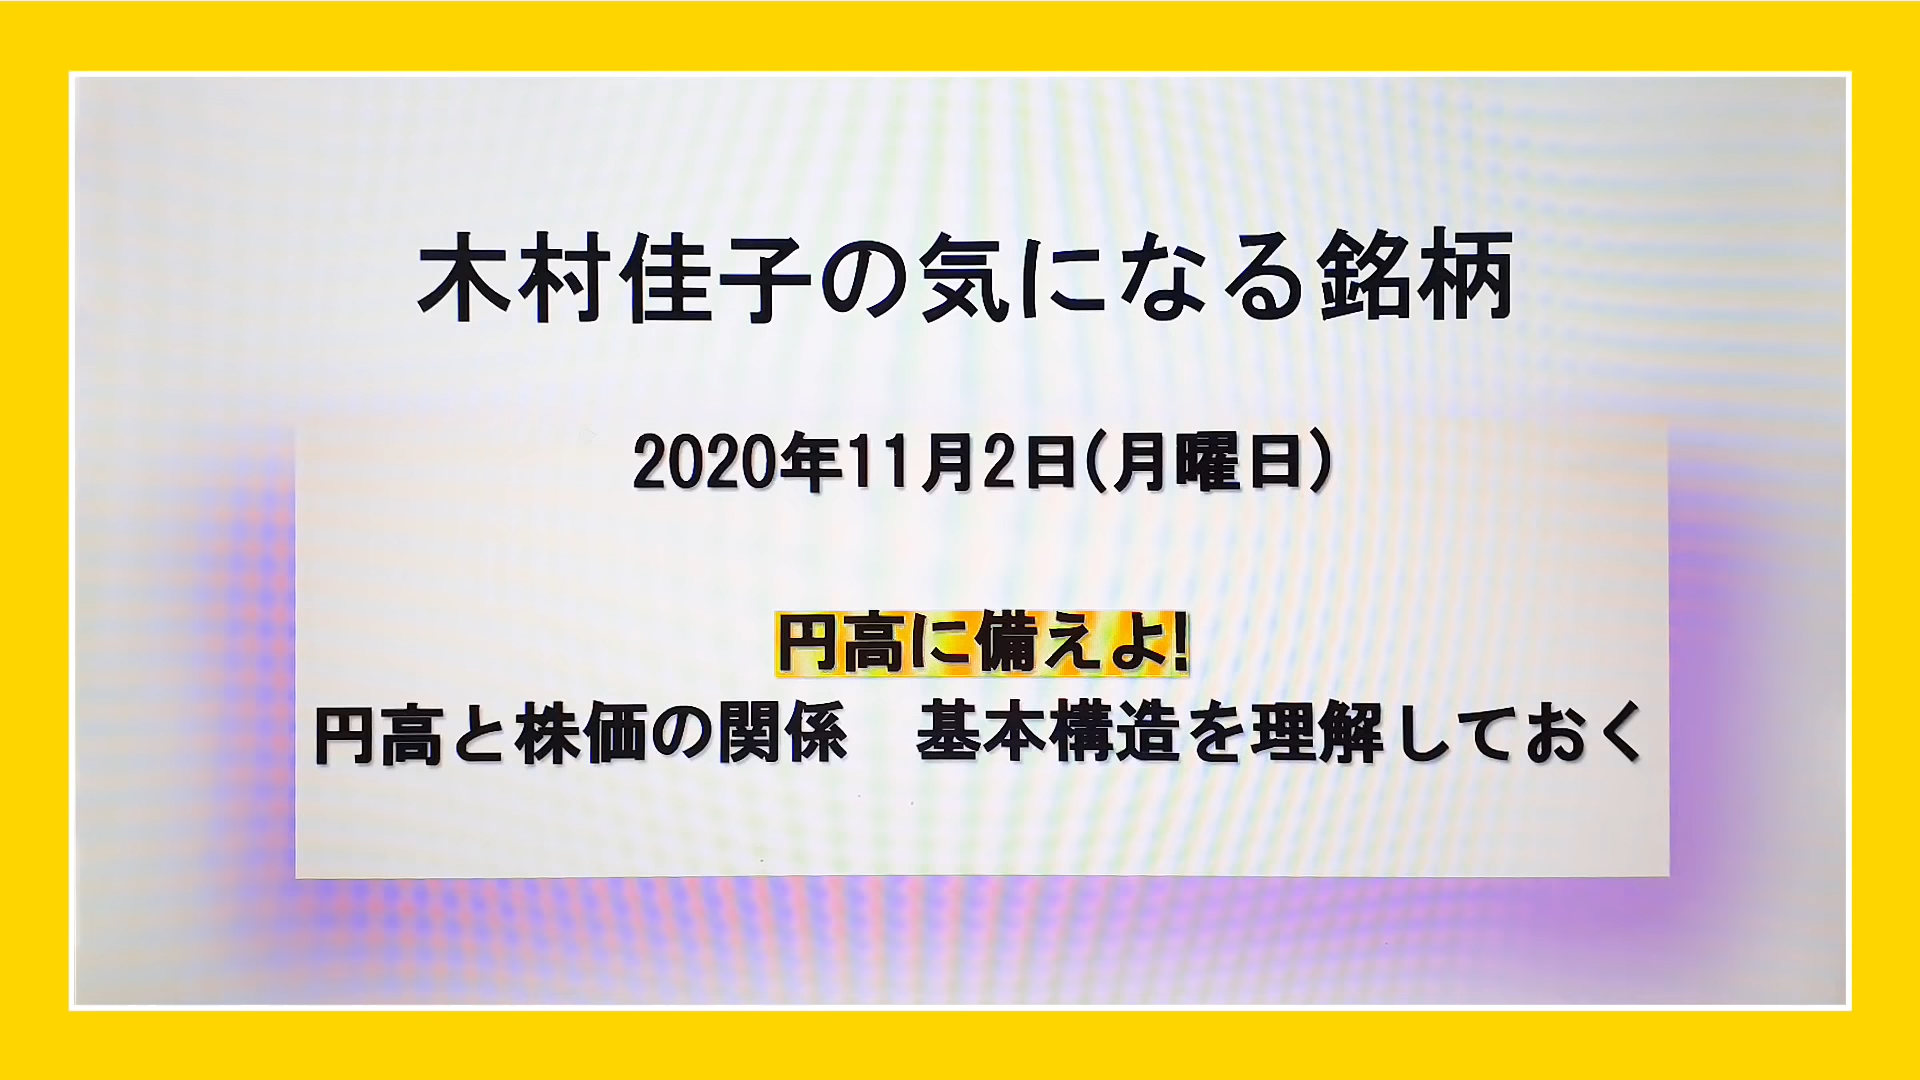 木村佳子の気になる銘柄
2020年11月2日(月曜日)
円高に備えよ!
円高と株価の関係　基本構造を理解しておく